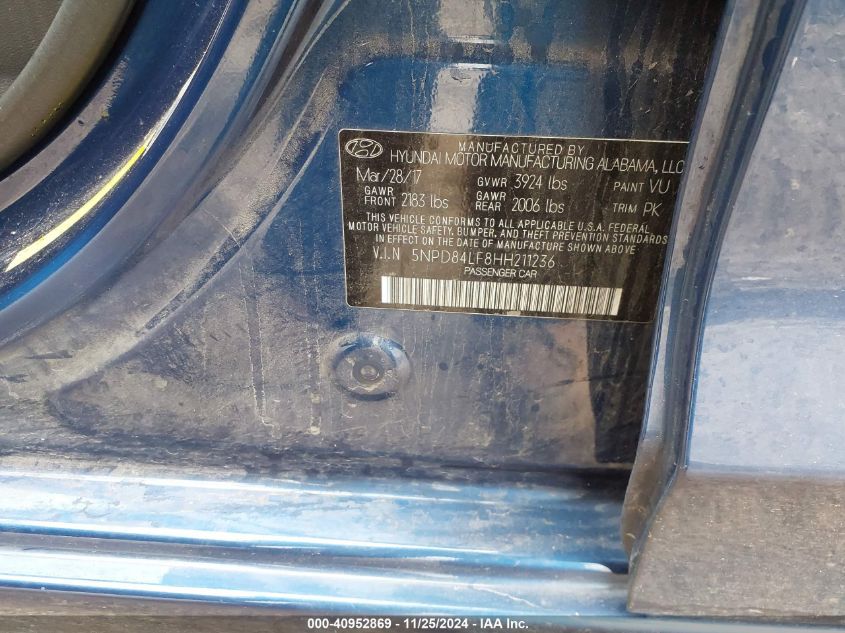 MANUFACTURED BY
HYUNDAI MOTOR MANUFACTURING ALABAMA, LLC
Mar/28/17 GVWR 3924 lbs PAINT VU
GAWR FRONT 2183 lbs GAWR REAR 2006 lbs TRIM PK
THIS VEHICLE CONFORMS TO ALL APPLICABLE U.S.A. FEDERAL
MOTOR VEHICLE SAFETY, BUMPER, AND THEFT PREVENTION STANDARDS
IN EFFECT ON THE DATE OF MANUFACTURE SHOWN ABOVE.
V.I.N 5NPD84LF8HH211236
PASSENGER CAR
000-40952869 — 11/25/2024 — IAA Inc.